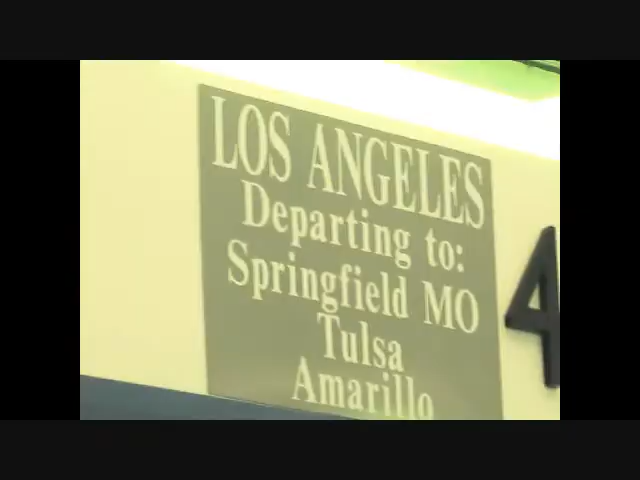 LOS ANGELES
Departing to:
Springfield MO
Tulsa
Amarillo
4